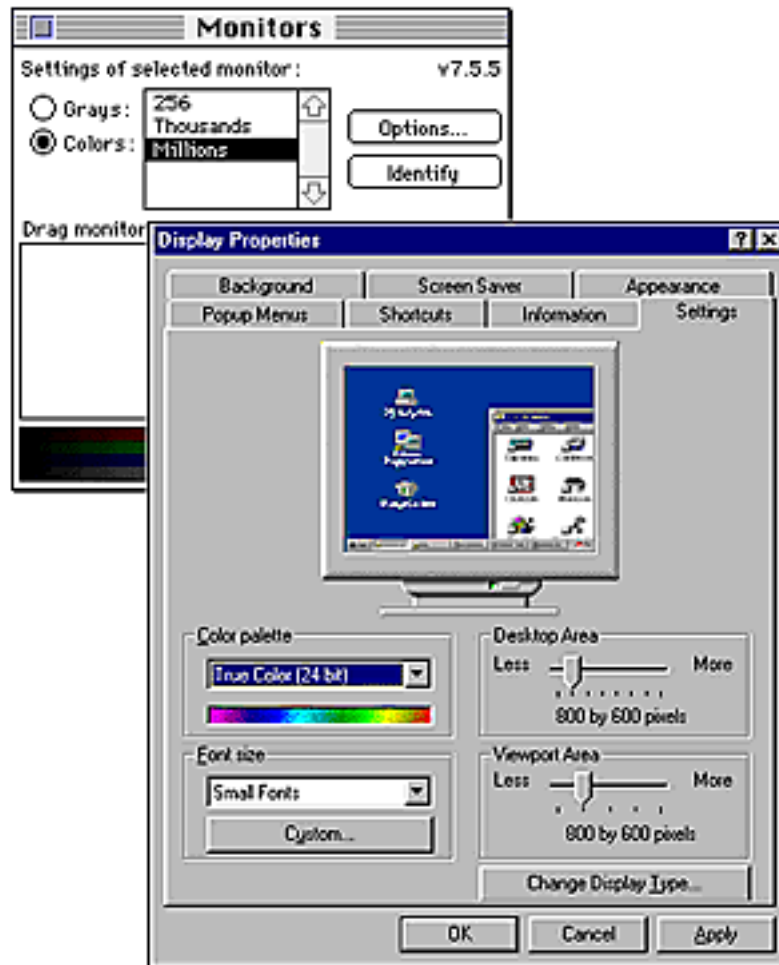 Monitors
Settings of selected monitor: v7.5.5
Grays:
Colors:
256
Thousands
Millions
Options...
Identify
Drag monitor
Display Properties
Background Screen Saver Appearance
Popup Menus Shortcuts Information Settings
Color palette
True Color (24 bit)
Font size
Small Fonts
Custom...
Desktop Area
Less More
800 by 600 pixels
Viewport Area
Less More
800 by 600 pixels
Change Display Type...
OK Cancel Apply